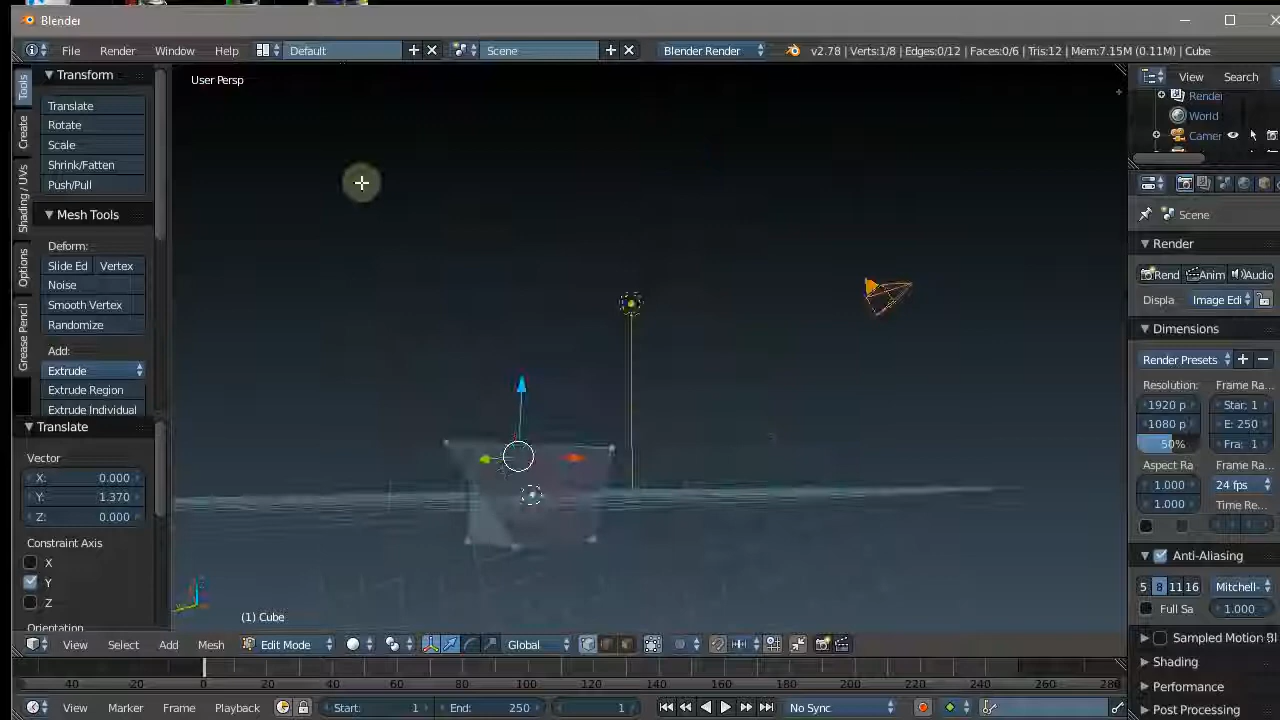 Blender
File Render Window Help Default Scene Blender Render v2.78 | Verts:1/8 | Edges:0/12 | Faces:0/6 | Tris:12 | Mem:7.15M (0.11M) | Cube
Tools
Create
Shading / UVs
Options
Grease Pencil
Transform
Translate
Rotate
Scale
Shrink/Fatten
Push/Pull
Mesh Tools
Deform:
Slide Ed Vertex
Noise
Smooth Vertex
Randomize
Add:
Extrude
Extrude Region
Extrude Individual
Translate
Vector
X: 0.000
Y: 1.370
Z: 0.000
Constraint Axis
X
Y
Z
Orientation
User Persp
(1) Cube
View Select Add Mesh Edit Mode Global
View Search
Render
World
Camer
Scene
Render
Rend Anim Audio
Displa Image Edi
Dimensions
Render Presets
Resolution: Frame Ra...
1920 p Star: 1
1080 p E: 250
50% Fra: 1
Aspect Ra Frame Ra...
1.000 24 fps
1.000 Time Re...
Anti-Aliasing
5 8 11 16 Mitchell-
Full Sa 1.000
Sampled Motion Bl
Shading
Performance
Post Processing
40 20 0 20 40 60 80 100 120 140 160 180 200 220 240 260 280
View Marker Frame Playback Start: 1 End: 250 1 No Sync